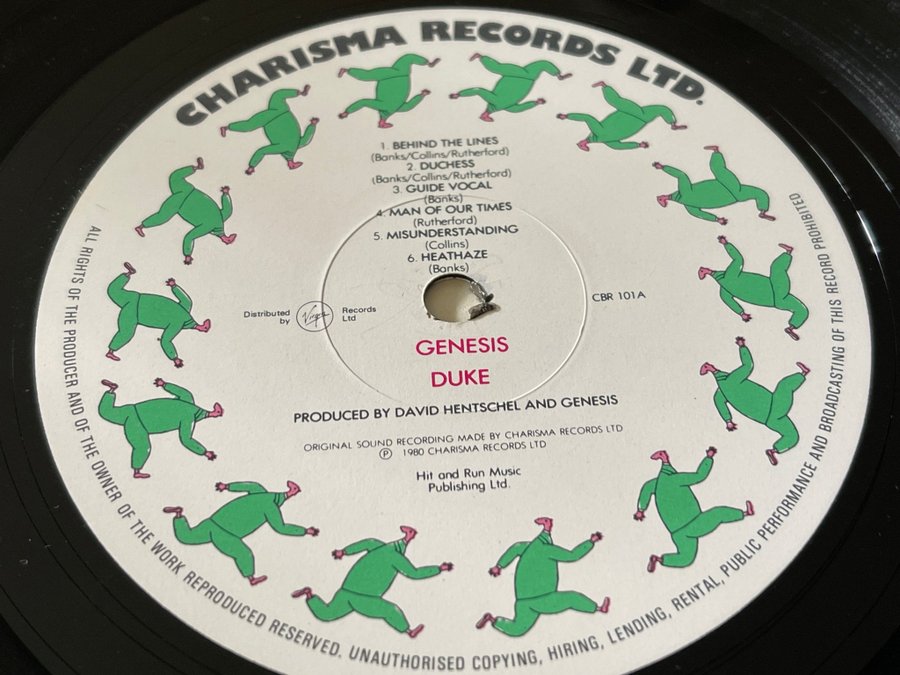 CHARISMA RECORDS LTD.
1. BEHIND THE LINES
(Banks/Collins/Rutherford)
2. DUCHESS
(Banks/Collins/Rutherford)
3. GUIDE VOCAL
(Banks)
4. MAN OF OUR TIMES
(Rutherford)
5. MISUNDERSTANDING
(Collins)
6. HEATHAZE
(Banks)
Distributed by Virgin Records Ltd
CBR 101A
GENESIS
DUKE
PRODUCED BY DAVID HENTSCHEL AND GENESIS
ORIGINAL SOUND RECORDING MADE BY CHARISMA RECORDS LTD
Ⓟ 1980 CHARISMA RECORDS LTD
Hit and Run Music
Publishing Ltd.
ALL RIGHTS OF THE PRODUCER AND OF THE OWNER OF THE WORK REPRODUCED RESERVED. UNAUTHORISED COPYING, HIRING, LENDING, RENTAL, PUBLIC PERFORMANCE AND BROADCASTING OF THIS RECORD PROHIBITED